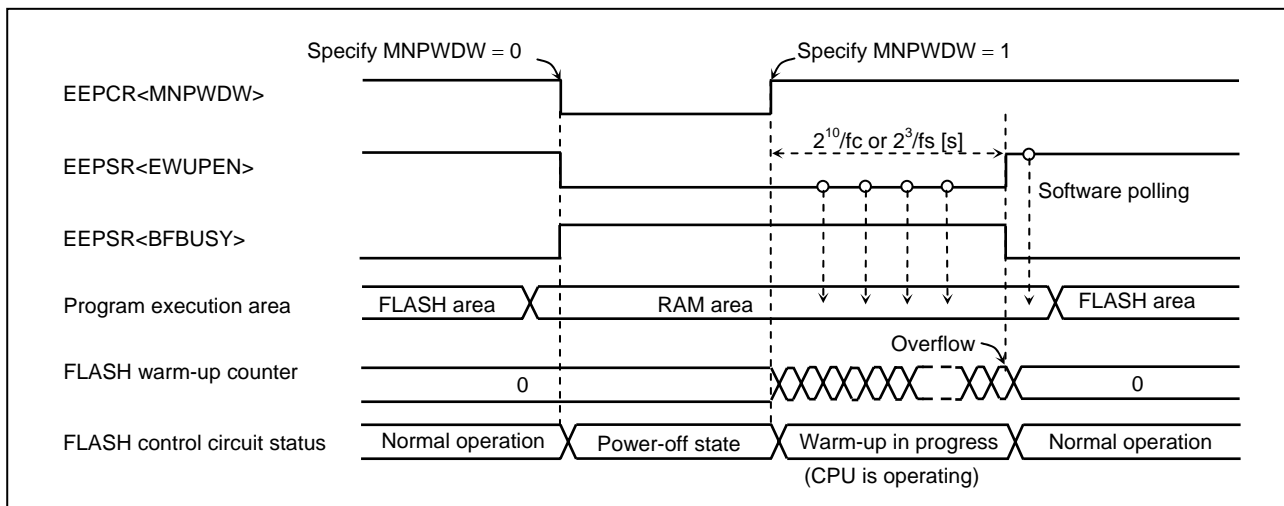 Specify MNPWDW = 0
Specify MNPWDW = 1
EEPCR<MNPWDW>
2^10/fc or 2^3/fs [s]
EEPSR<EWUPEN>
Software polling
EEPSR<BFBUSY>
Program execution area
FLASH area
RAM area
FLASH area
Overflow
FLASH warm-up counter
0
0
FLASH control circuit status
Normal operation
Power-off state
Warm-up in progress
Normal operation
(CPU is operating)